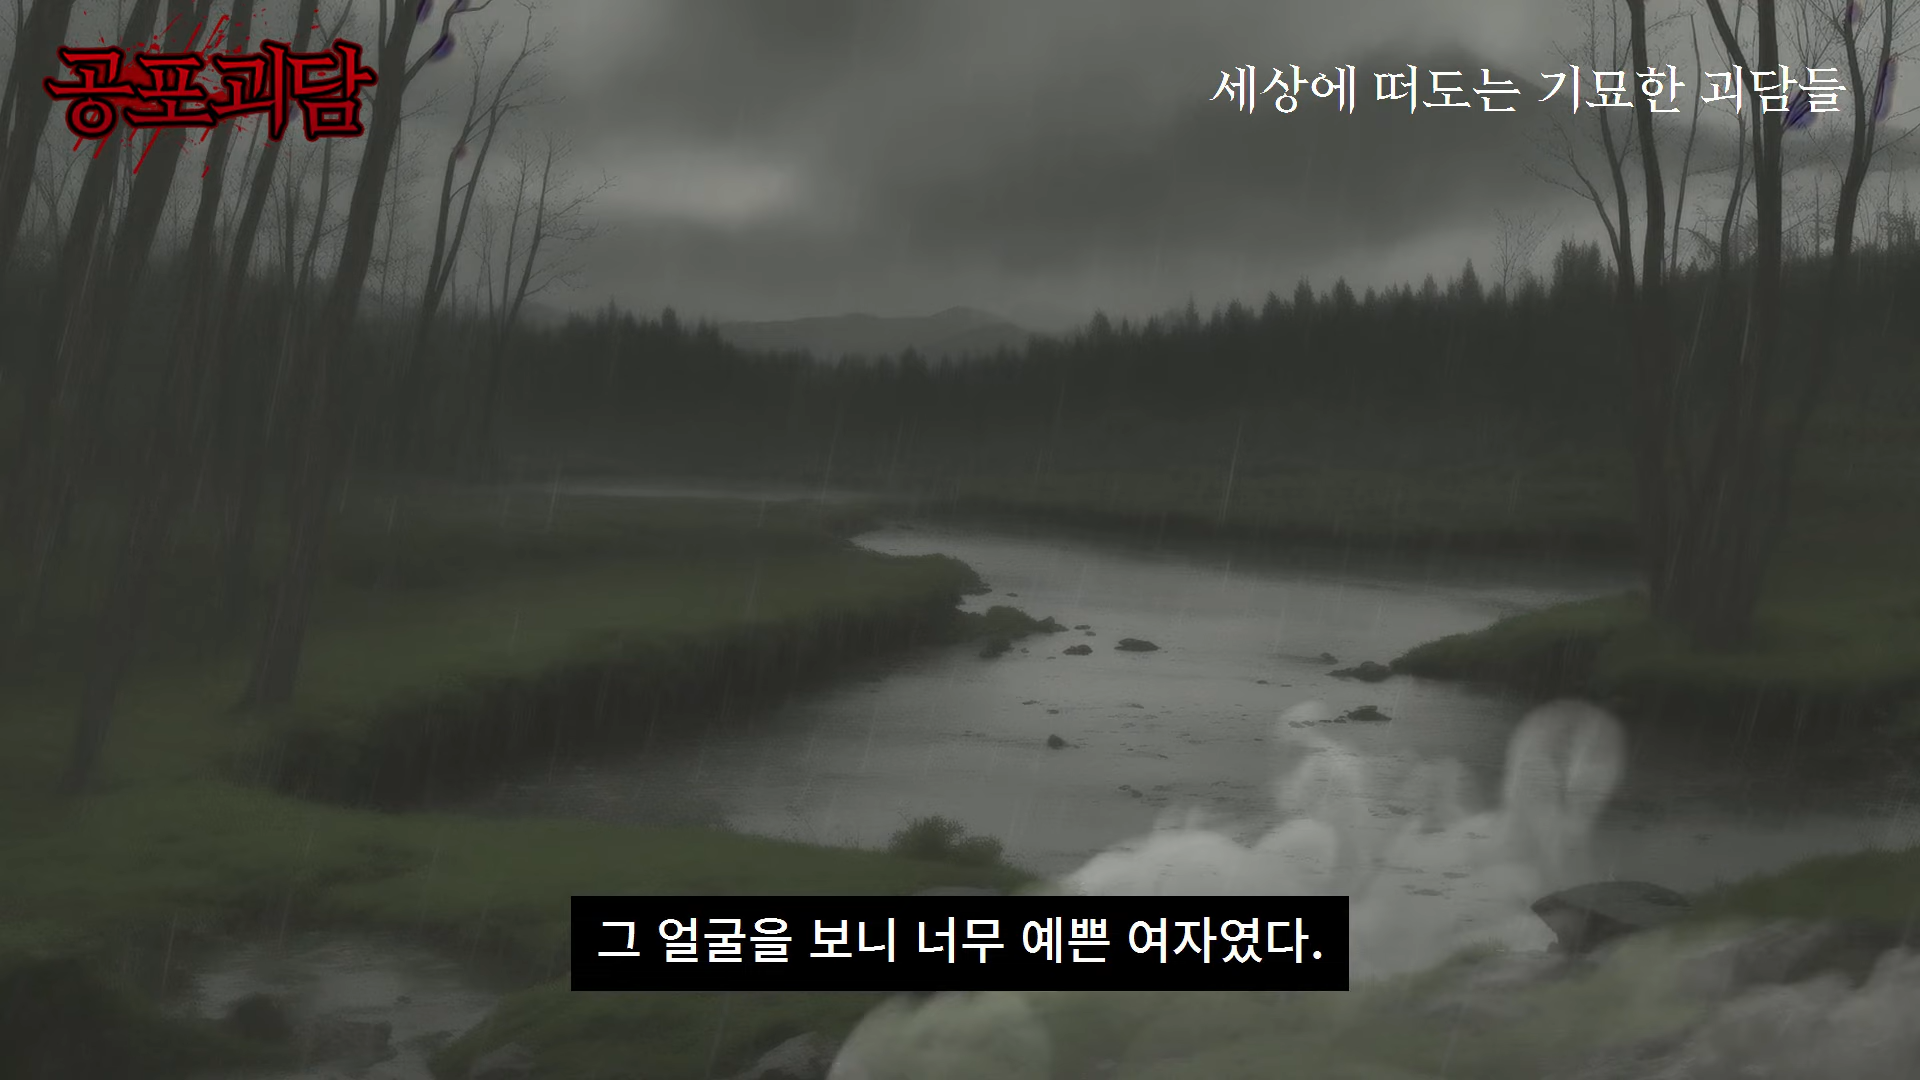 공포괴담
세상에 떠도는 기묘한 괴담들
그 얼굴을 보니 너무 예쁜 여자였다.